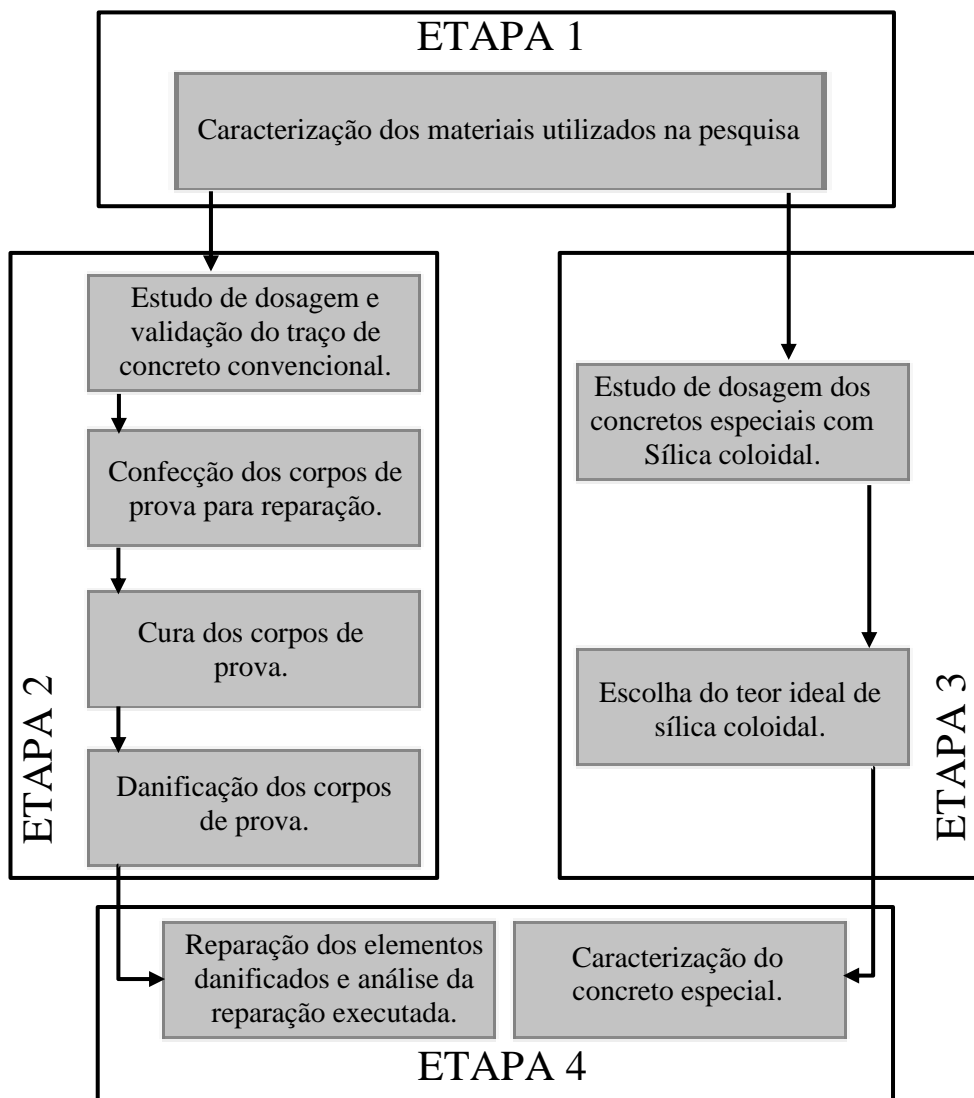 ETAPA 1
Caracterização dos materiais utilizados na pesquisa
ETAPA 2
Estudo de dosagem e
validação do traço de
concreto convencional.
Confecção dos corpos de
prova para reparação.
Cura dos corpos de
prova.
Danificação dos corpos
de prova.
ETAPA 3
Estudo de dosagem dos
concretos especiais com
Sílica coloidal.
Escolha do teor ideal de
sílica coloidal.
Reparação dos elementos
danificados e análise da
reparação executada.
Caracterização do
concreto especial.
ETAPA 4